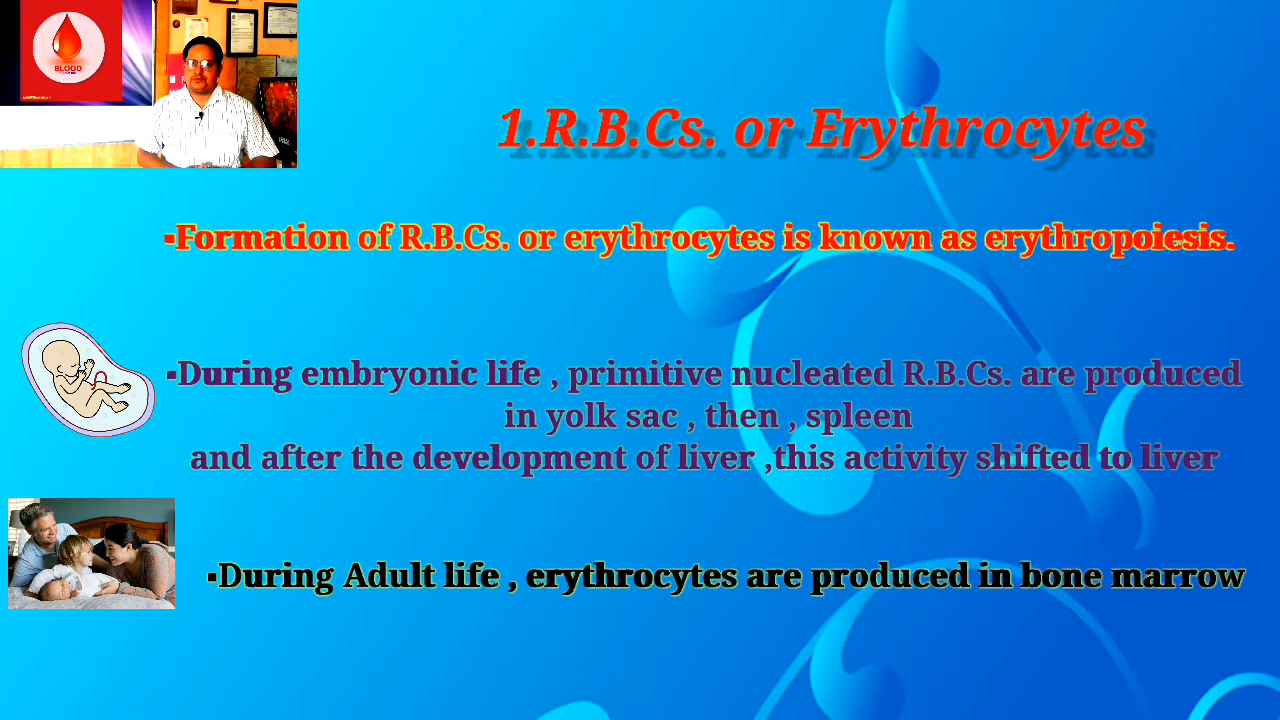 BLOOD
1.R.B.Cs. or Erythrocytes
▪Formation of R.B.Cs. or erythrocytes is known as erythropoiesis.
▪During embryonic life , primitive nucleated R.B.Cs. are produced
in yolk sac , then , spleen
and after the development of liver ,this activity shifted to liver
▪During Adult life , erythrocytes are produced in bone marrow